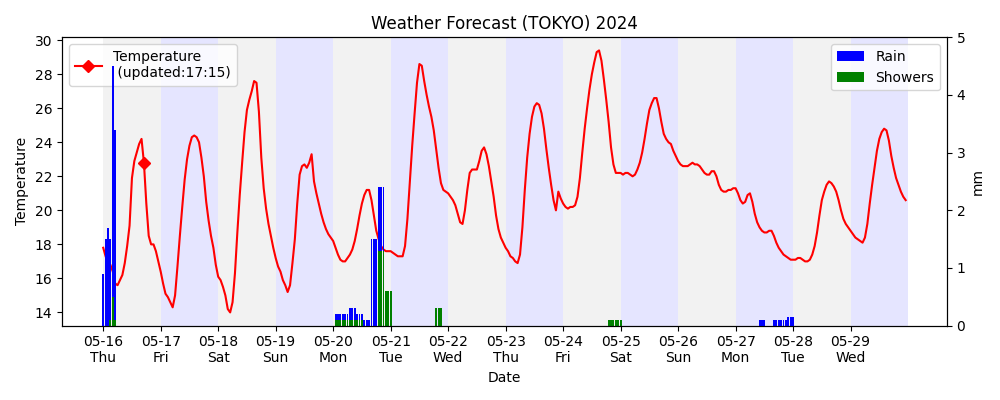 Weather Forecast (TOKYO) 2024
Temperature
(updated:17:15)
Rain
Showers
30
28
26
24
22
20
18
16
14
Temperature
5
4
3
2
1
0
mm
05-16 05-17 05-18 05-19 05-20 05-21 05-22 05-23 05-24 05-25 05-26 05-27 05-28 05-29
Thu Fri Sat Sun Mon Tue Wed Thu Fri Sat Sun Mon Tue Wed
Date